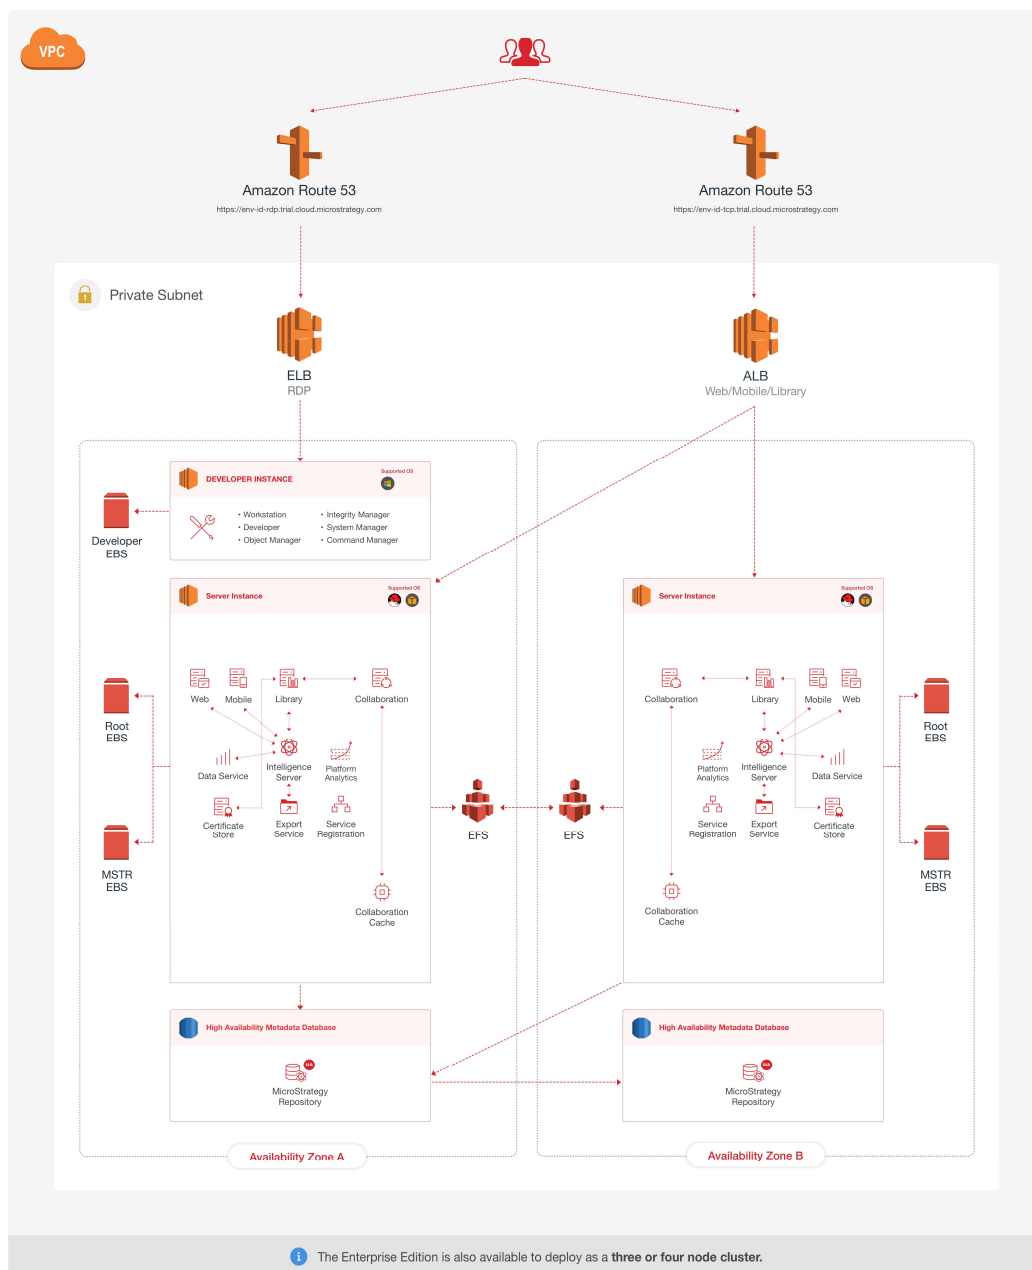 VPC
Amazon Route 53
https://env-id-rdp.trial.cloud.microstrategy.com
Amazon Route 53
https://env-id-tcp.trial.cloud.microstrategy.com
Private Subnet
ELB
RDP
ALB
Web/Mobile/Library
DEVELOPER INSTANCE
Supported OS
• Workstation
• Developer
• Object Manager
• Integrity Manager
• System Manager
• Command Manager
Developer
EBS
Server Instance
Supported OS
Web
Mobile
Library
Collaboration
Data Service
Intelligence
Server
Platform
Analytics
Certificate
Store
Export
Service
Service
Registration
Collaboration
Cache
Root
EBS
MSTR
EBS
EFS
EFS
Server Instance
Supported OS
Collaboration
Library
Mobile
Web
Platform
Analytics
Intelligence
Server
Data Service
Service
Registration
Export
Service
Certificate
Store
Collaboration
Cache
Root
EBS
MSTR
EBS
High Availability Metadata Database
HA
MicroStrategy
Repository
High Availability Metadata Database
HA
MicroStrategy
Repository
Availability Zone A
Availability Zone B
i The Enterprise Edition is also available to deploy as a three or four node cluster.